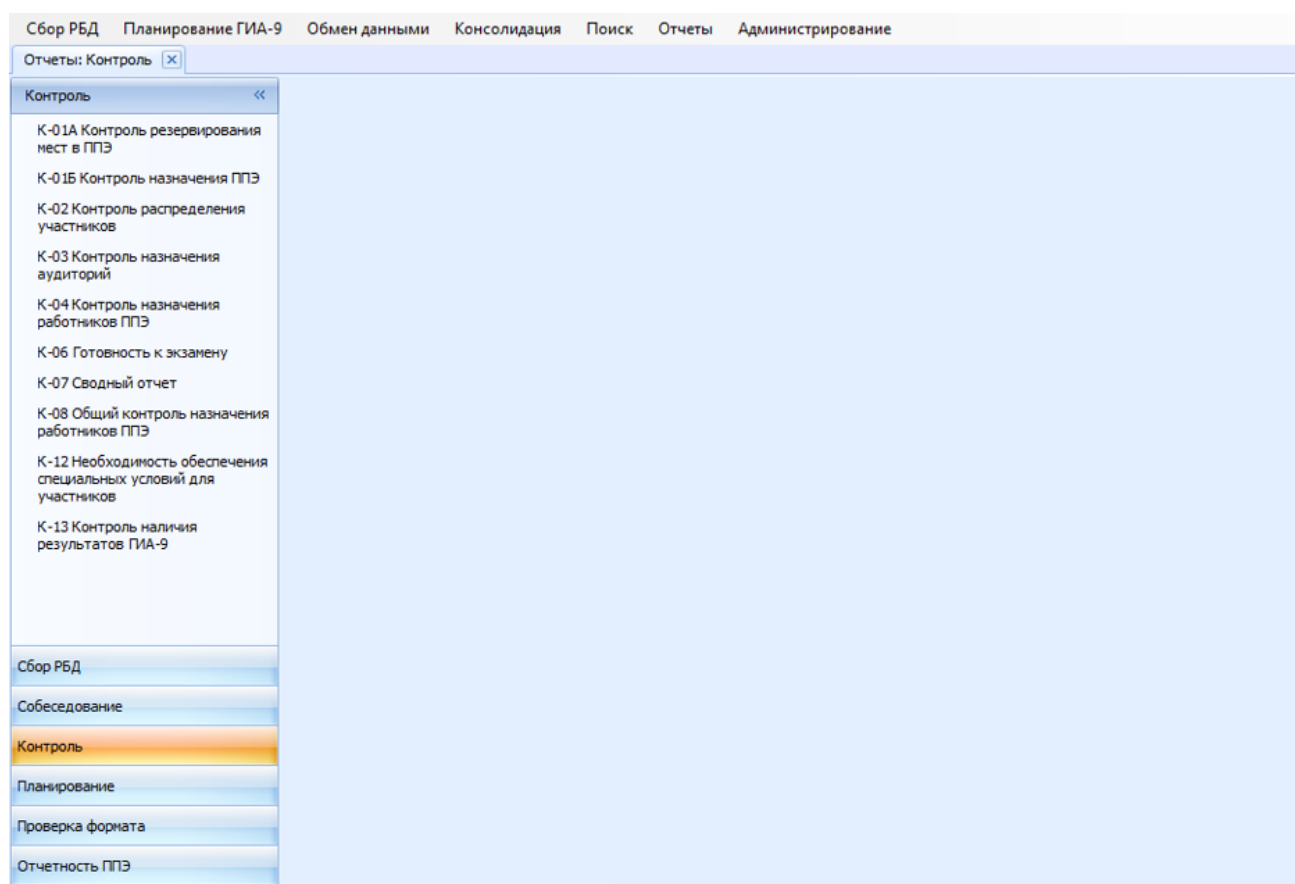 Сбор РБД Планирование ГИА-9 Обмен данными Консолидация Поиск Отчеты Администрирование
Отчеты: Контроль
Контроль
К-01А Контроль резервирования
мест в ППЭ
К-01Б Контроль назначения ППЭ
К-02 Контроль распределения
участников
К-03 Контроль назначения
аудиторий
К-04 Контроль назначения
работников ППЭ
К-06 Готовность к экзамену
К-07 Сводный отчет
К-08 Общий контроль назначения
работников ППЭ
К-12 Необходимость обеспечения
специальных условий для
участников
К-13 Контроль наличия
результатов ГИА-9
Сбор РБД
Собеседование
Контроль
Планирование
Проверка формата
Отчетность ППЭ